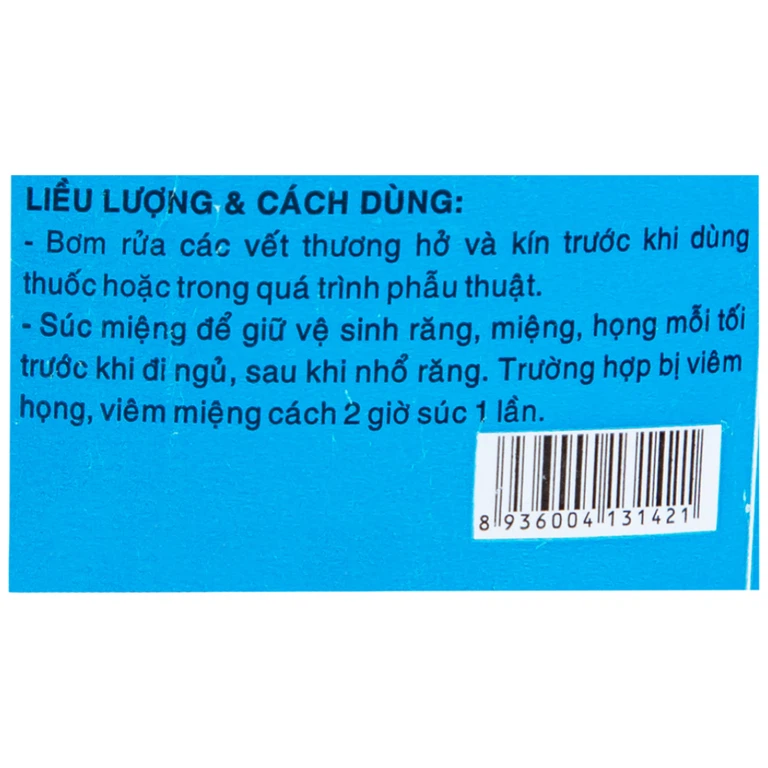 LIỀU LƯỢNG & CÁCH DÙNG:
- Bơm rửa các vết thương hở và kín trước khi dùng
thuốc hoặc trong quá trình phẫu thuật.
- Súc miệng để giữ vệ sinh răng, miệng, họng mỗi tối
trước khi đi ngủ, sau khi nhổ răng. Trường hợp bị viêm
họng, viêm miệng cách 2 giờ súc 1 lần.
8 936004 131421